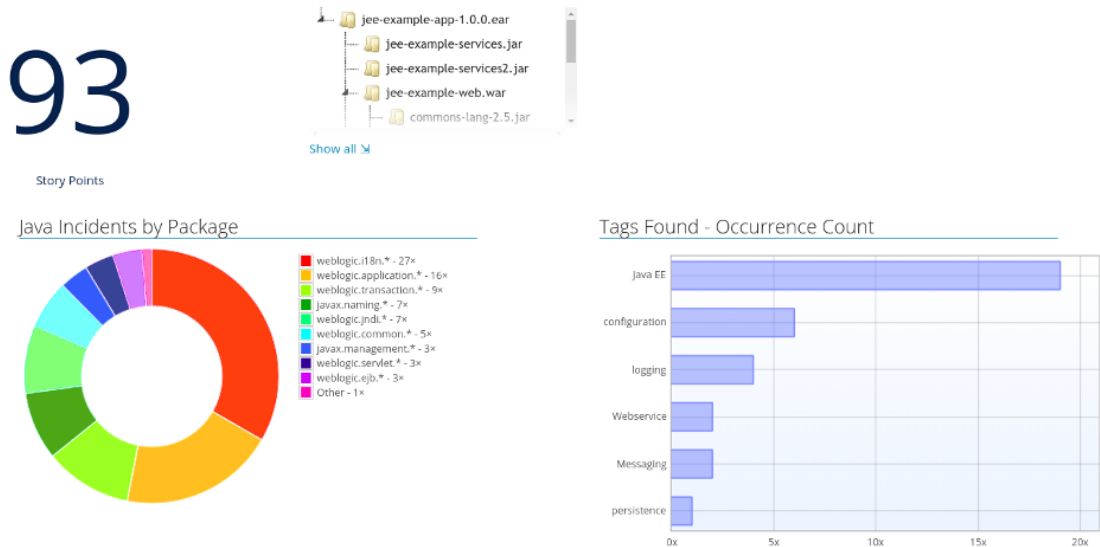 93
Story Points
jee-example-app-1.0.0.ear
jee-example-services.jar
jee-example-services2.jar
jee-example-web.war
commons-lang-2.5.jar
Show all
Java Incidents by Package
weblogic.i18n.* - 27×
weblogic.application.* - 16×
weblogic.transaction.* - 9×
javax.naming.* - 7×
weblogic.jndi.* - 7×
weblogic.common.* - 5×
javax.management.* - 3×
weblogic.servlet.* - 3×
weblogic.ejb.* - 3×
Other - 1×
Tags Found - Occurrence Count
Java EE
configuration
logging
Webservice
Messaging
persistence
0x 5x 10x 15x 20x